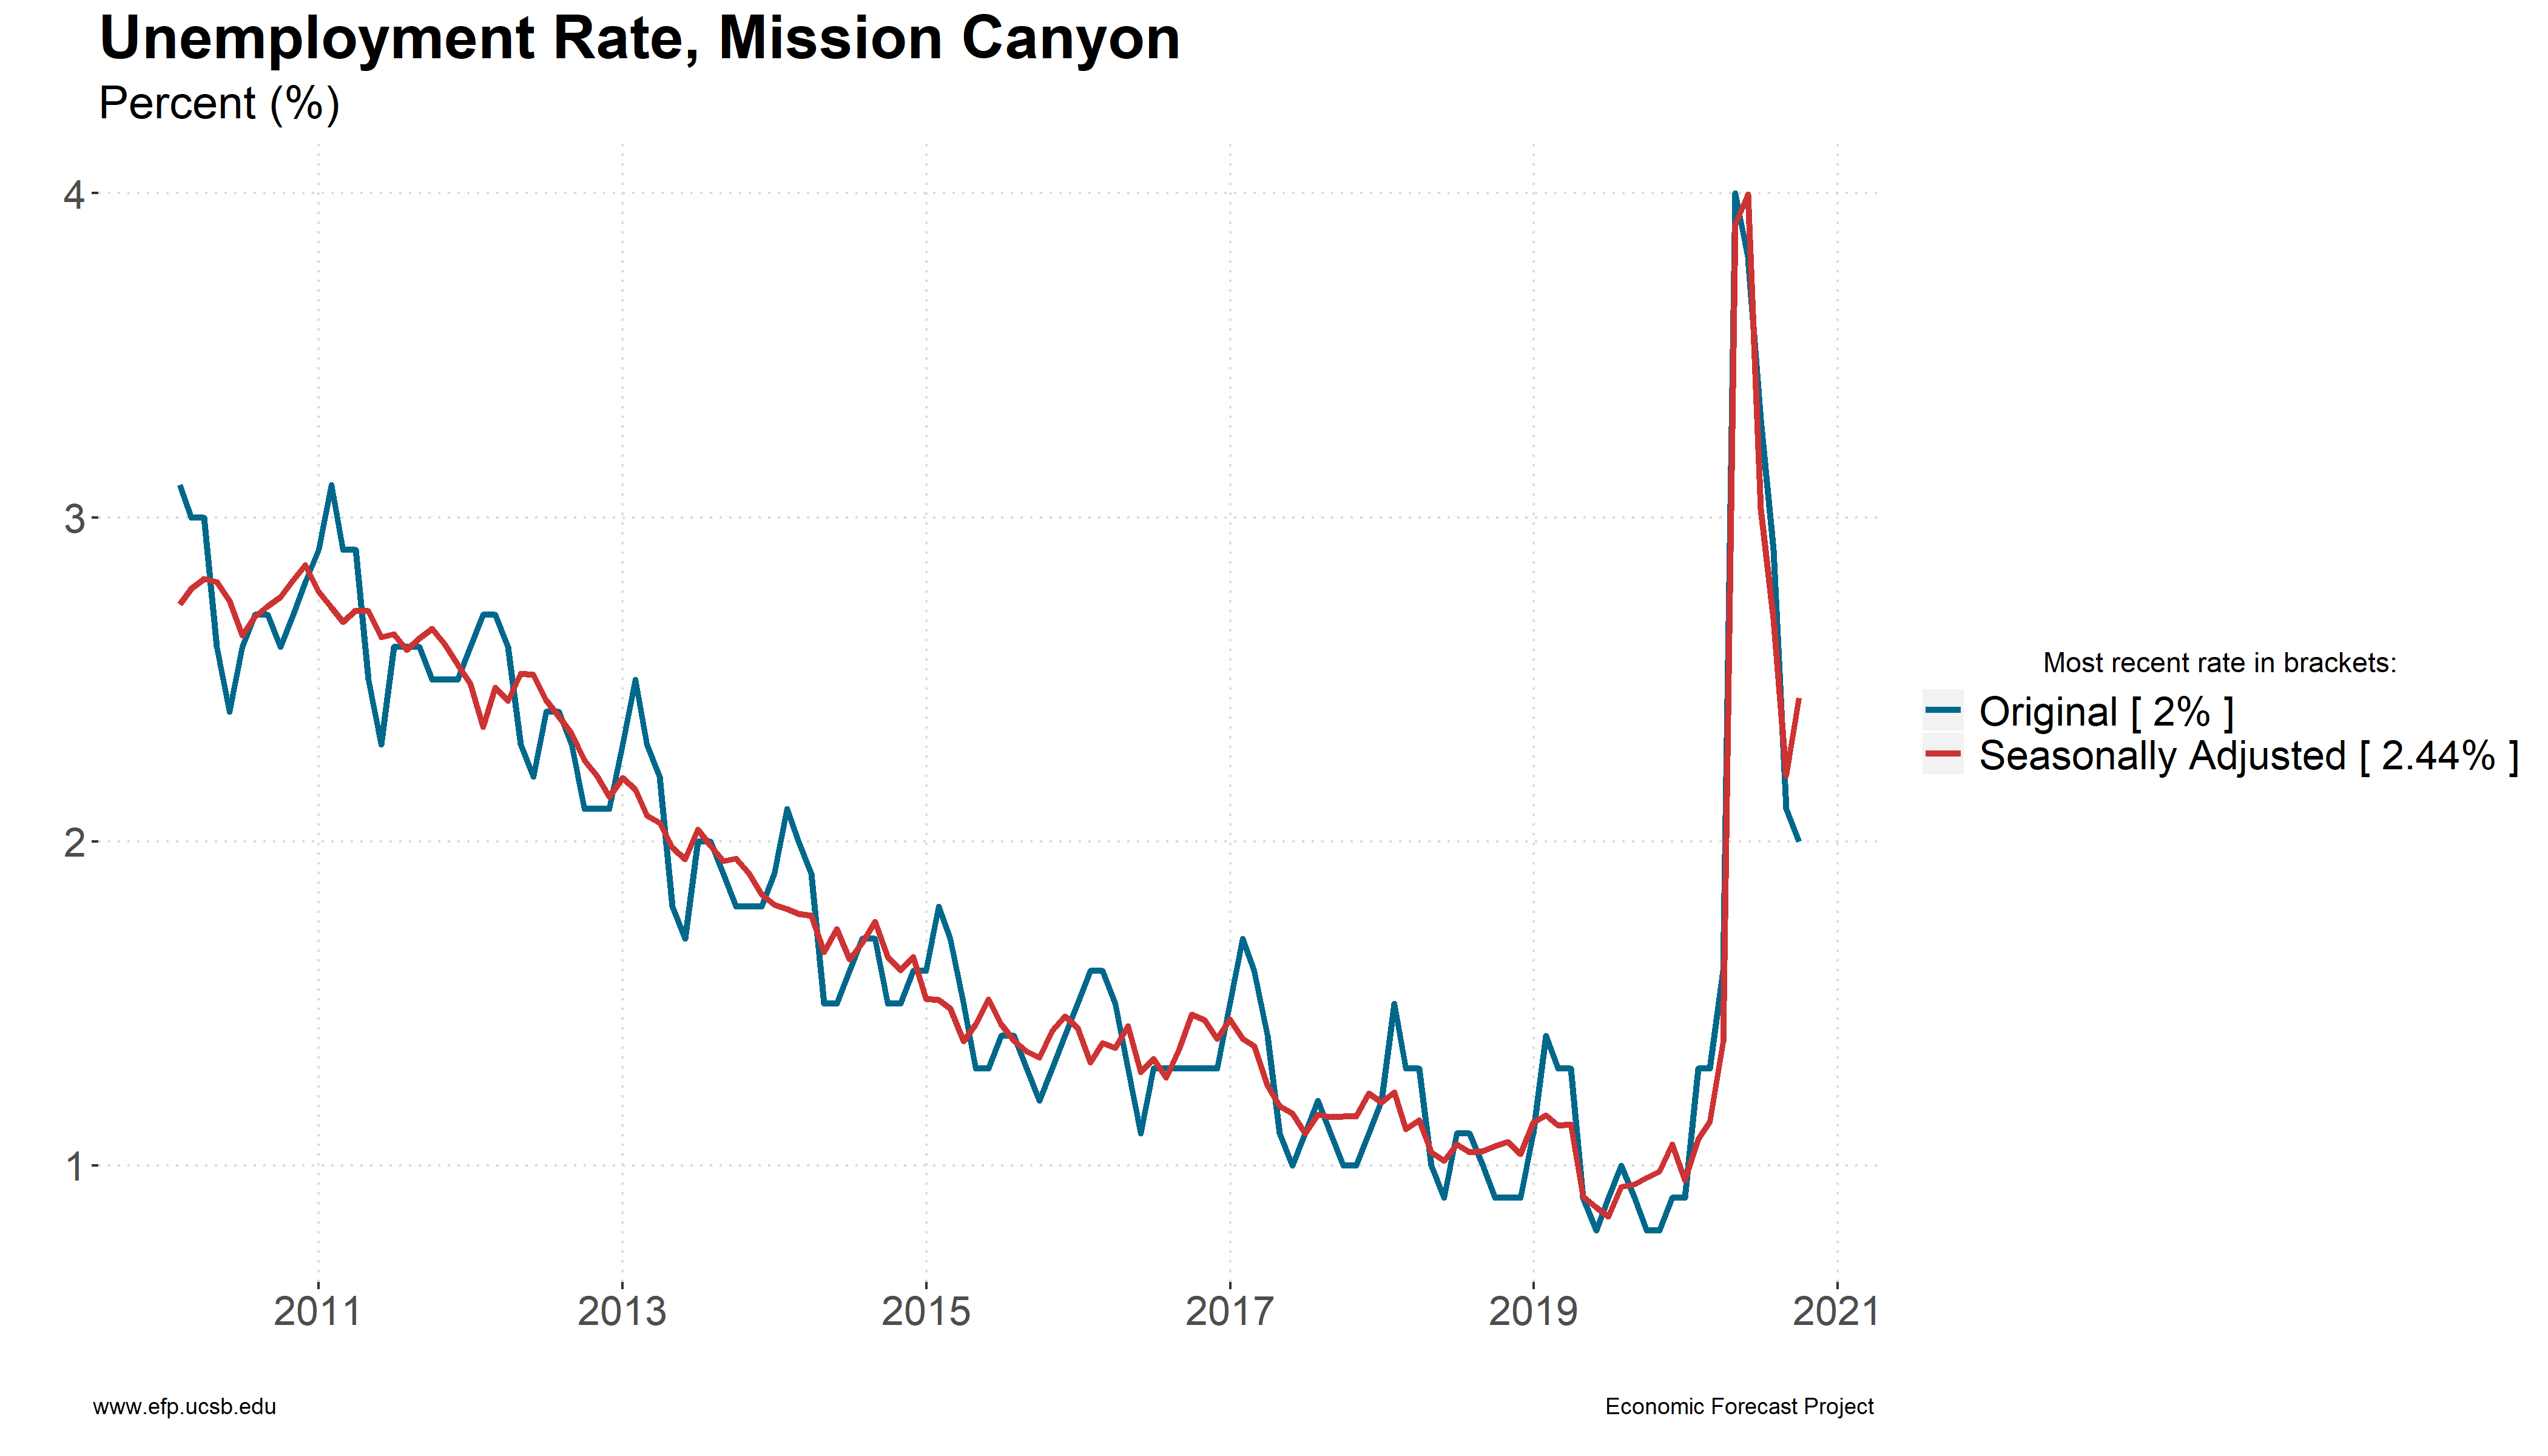 Unemployment Rate, Mission Canyon
Percent (%)
4
3
2
1
2011 2013 2015 2017 2019 2021
Most recent rate in brackets:
Original [ 2% ]
Seasonally Adjusted [ 2.44% ]
www.efp.ucsb.edu
Economic Forecast Project